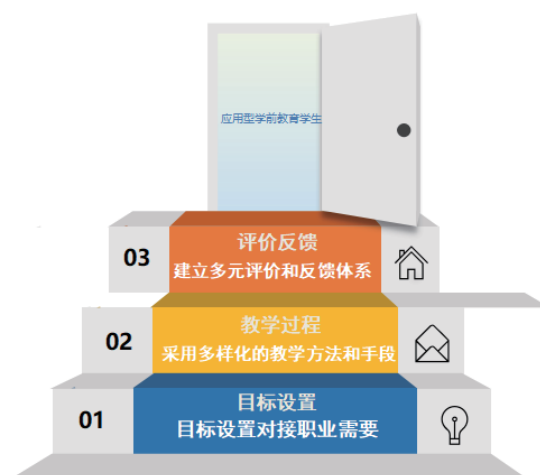 应用型学前教育学生
03
评价反馈
建立多元评价和反馈体系
02
教学过程
采用多样化的教学方法和手段
01
目标设置
目标设置对接职业需要